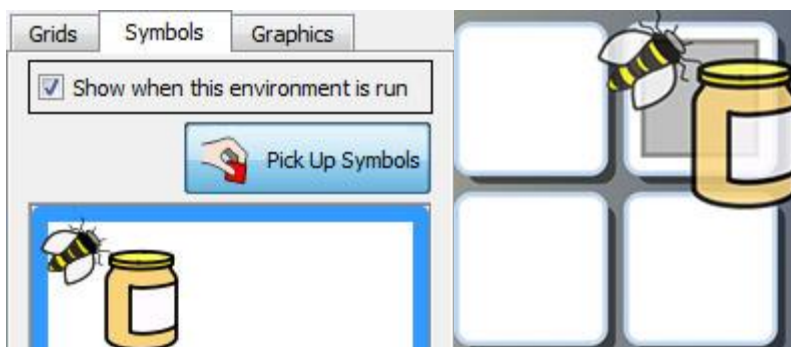 Grids Symbols Graphics
Show when this environment is run
Pick Up Symbols